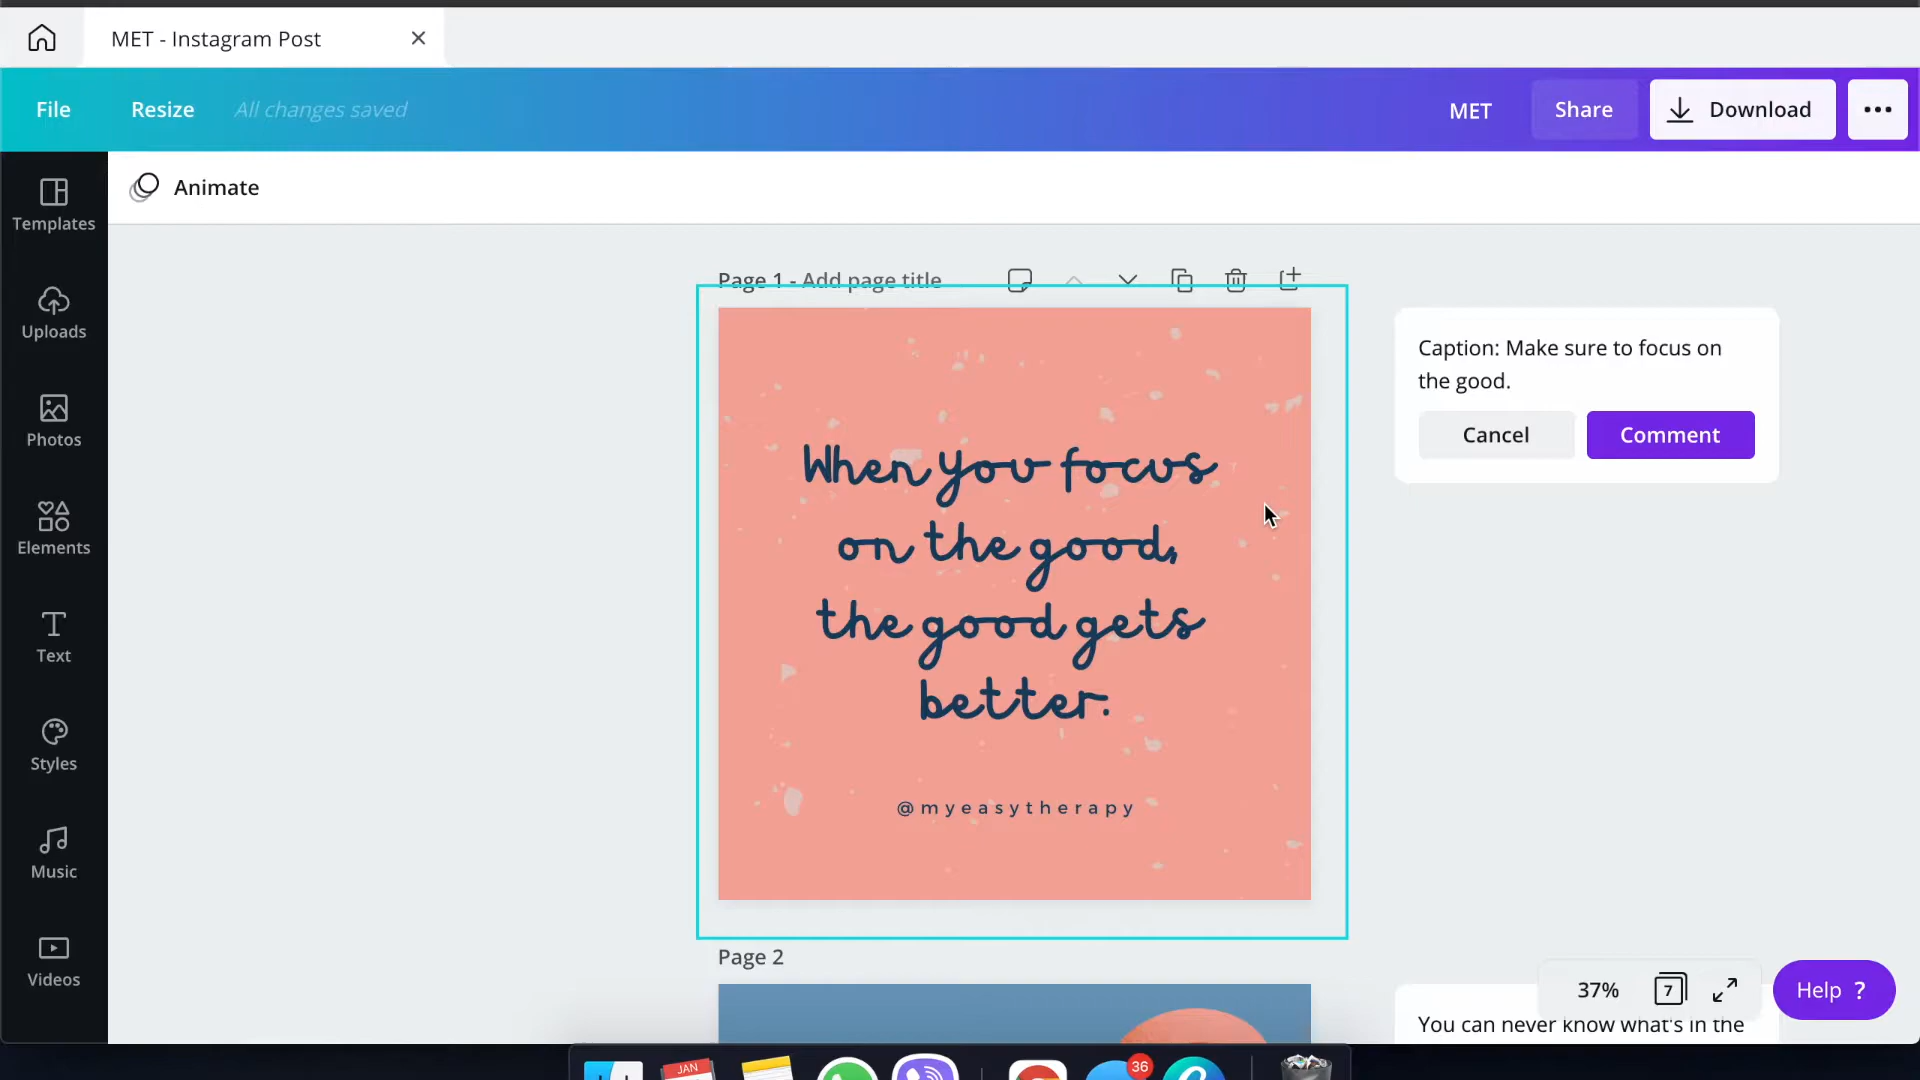 MET - Instagram Post
File
Resize
All changes saved
MET
Share
Download
Animate
Templates
Uploads
Photos
Elements
Text
Styles
Music
Videos
Page 1 - Add page title
When you focus
on the good,
the good gets
better.
@myeasytherapy
Caption: Make sure to focus on
the good.
Cancel
Comment
Page 2
You can never know what's in the
37%
7
Help ?
JAN
36